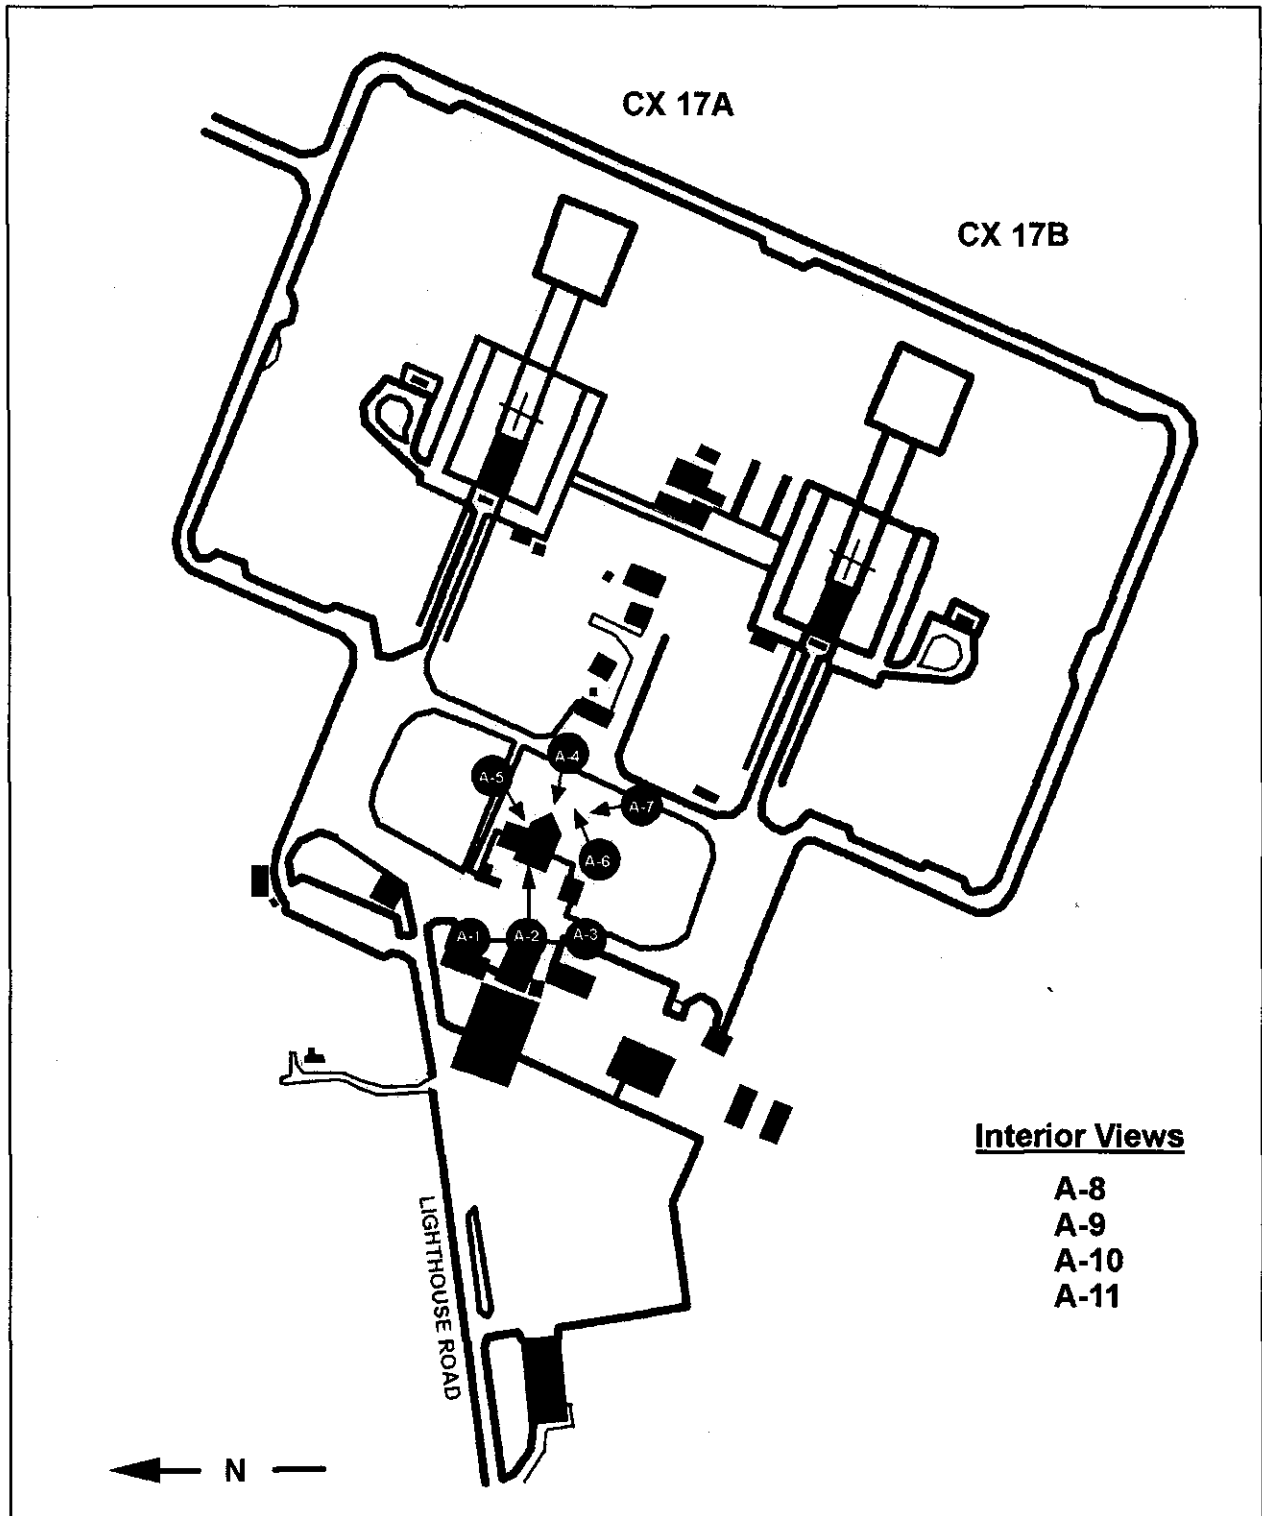 CX 17A
CX 17B
A-4
A-5
A-7
A-6
A-1
A-2
A-3
Interior Views
A-8
A-9
A-10
A-11
LIGHTHOUSE ROAD
N